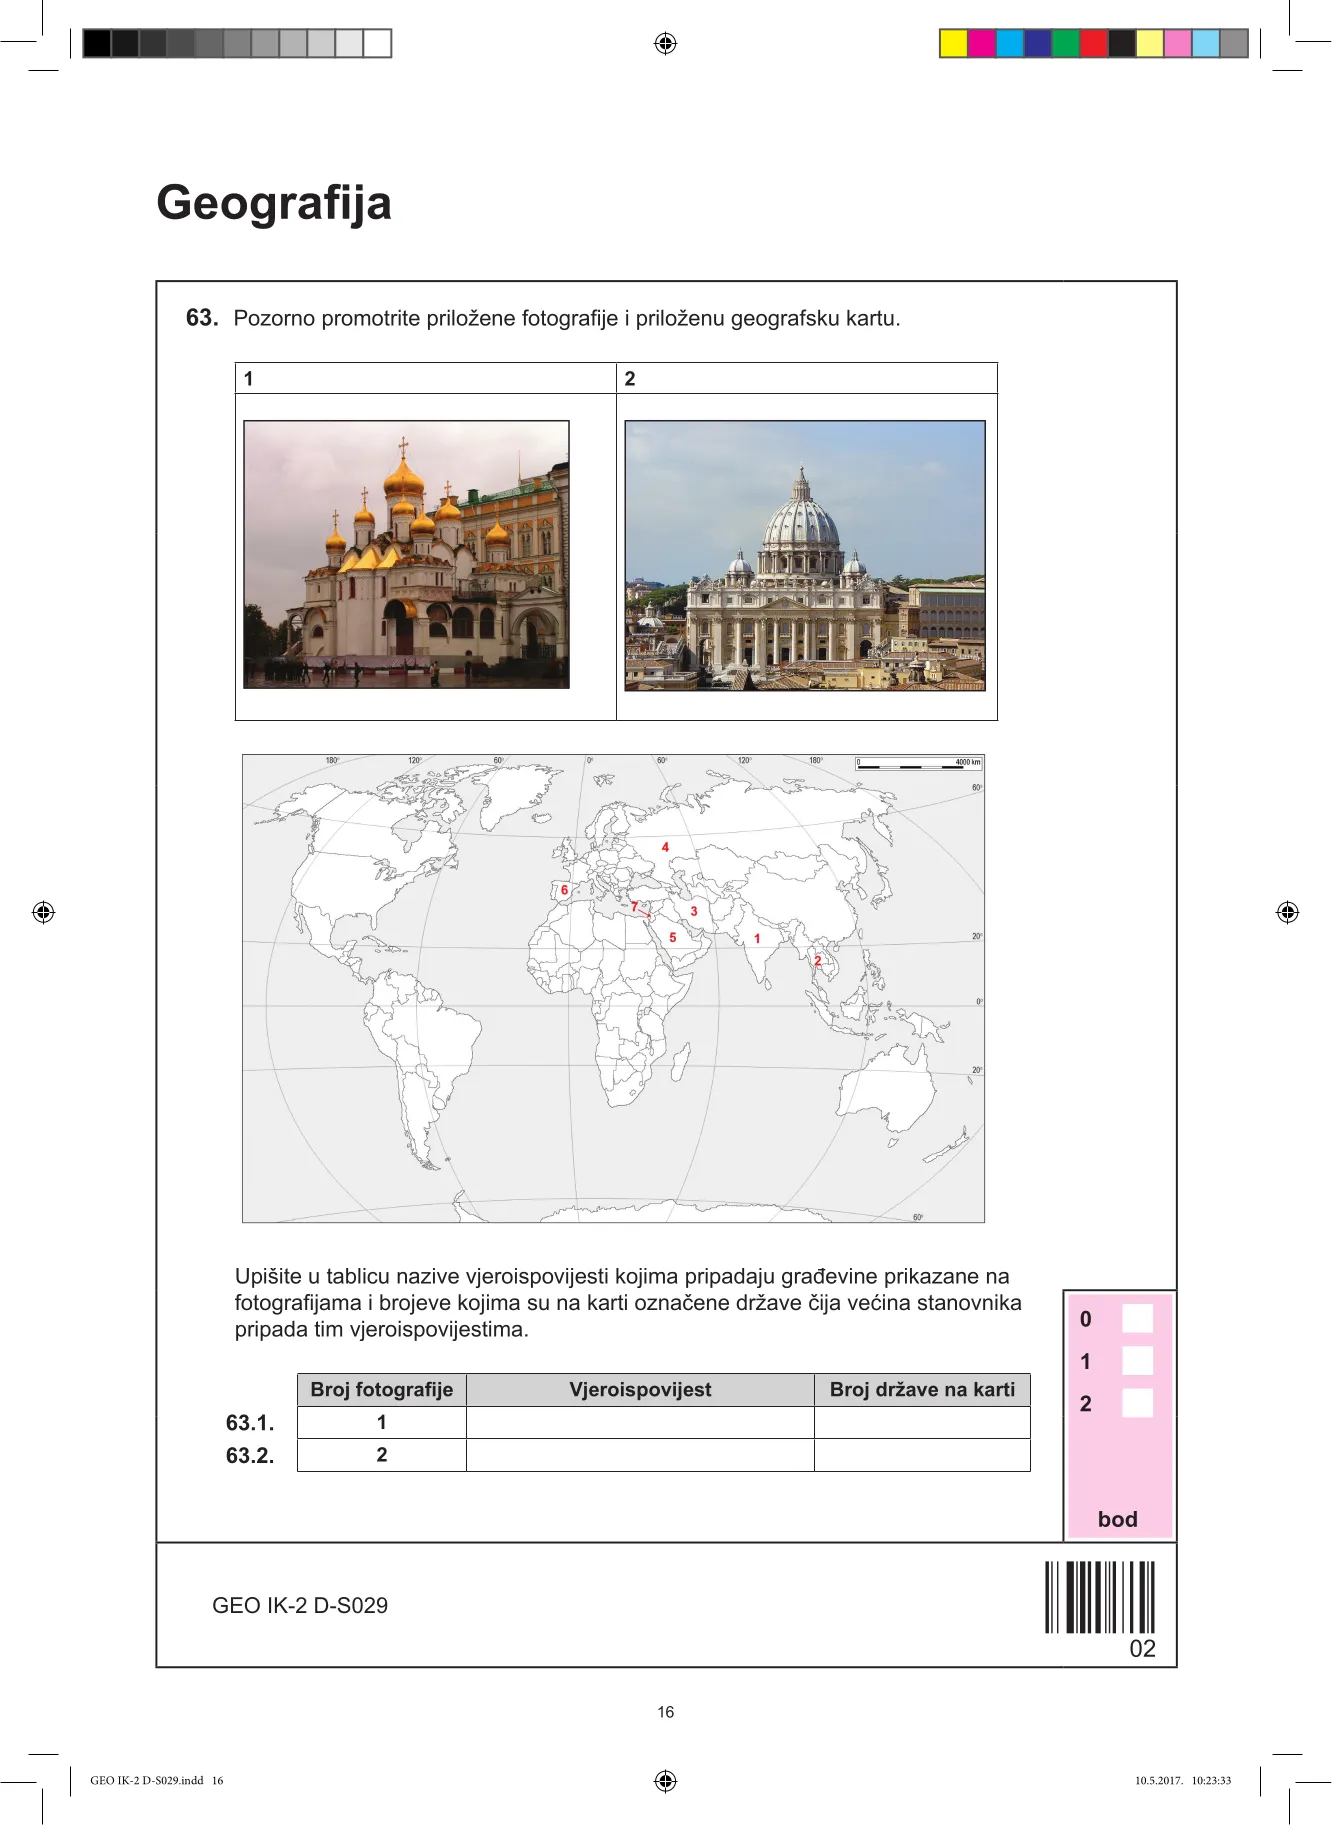 Geografija
63. Pozorno promotrite priložene fotografije i priloženu geografsku kartu.
1 2
180° 120° 60° 0° 60° 120° 180° 0 4000 km
60°
4
6
7
3
5
1
20°
2
0°
20°
60°
Upišite u tablicu nazive vjeroispovijesti kojima pripadaju građevine prikazane na
fotografijama i brojeve kojima su na karti označene države čija većina stanovnika
pripada tim vjeroispovijestima.
0
1
2
bod
Broj fotografije Vjeroispovijest Broj države na karti
63.1. 1
63.2. 2
GEO IK-2 D-S029
02
16
GEO IK-2 D-S029.indd 16 10.5.2017. 10:23:33